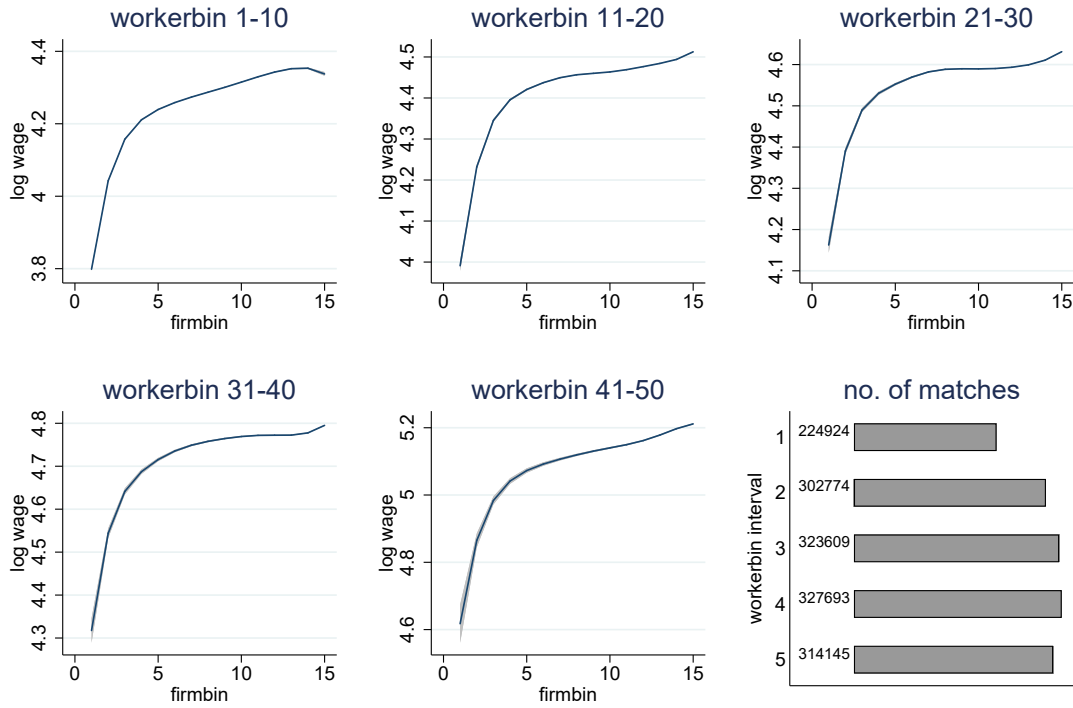 workerbin 1-10
log wage
4.4
4.2
4
3.8
0 5 10 15
firmbin
workerbin 11-20
log wage
4.5
4.4
4.3
4.2
4.1
4
0 5 10 15
firmbin
workerbin 21-30
log wage
4.6
4.5
4.4
4.3
4.2
4.1
0 5 10 15
firmbin
workerbin 31-40
log wage
4.8
4.7
4.6
4.5
4.4
4.3
0 5 10 15
firmbin
workerbin 41-50
log wage
5.2
5
4.8
4.6
0 5 10 15
firmbin
no. of matches
workerbin interval
1 224924
2 302774
3 323609
4 327693
5 314145